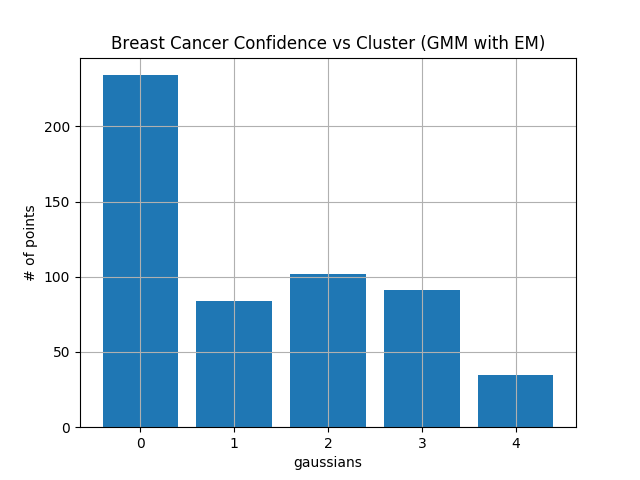 Breast Cancer Confidence vs Cluster (GMM with EM)
# of points
200
150
100
50
0
0 1 2 3 4
gaussians